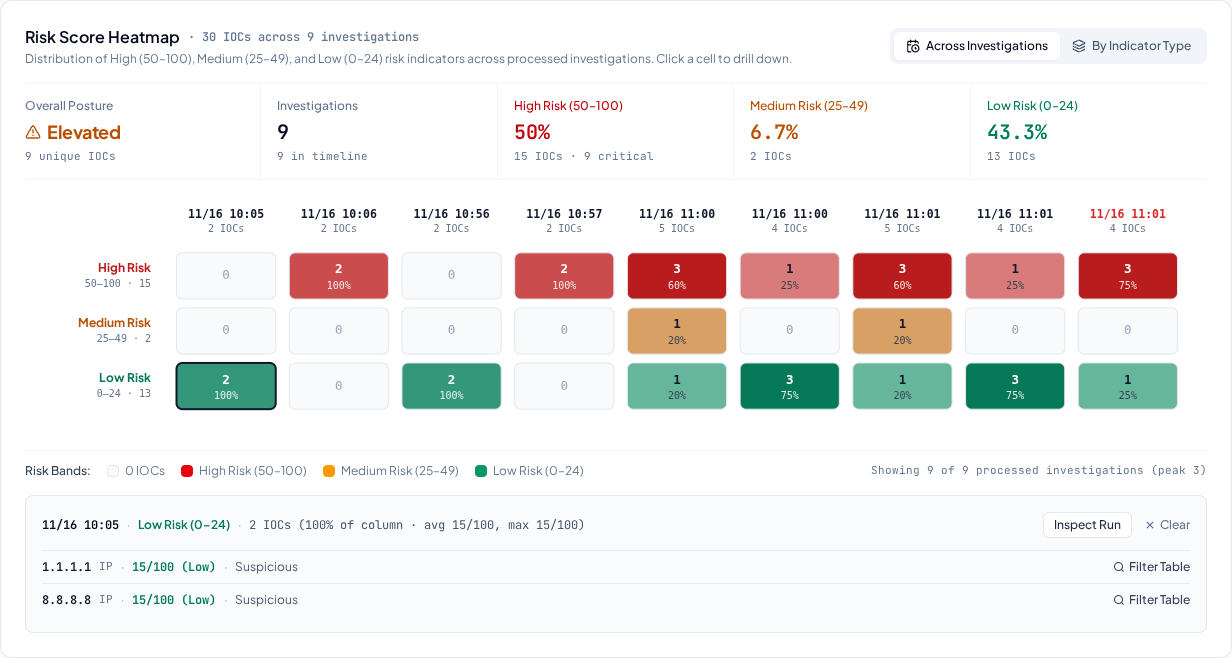 Risk Score Heatmap · 30 IOCs across 9 investigations
Distribution of High (50–100), Medium (25–49), and Low (0–24) risk indicators across processed investigations. Click a cell to drill down.
Across Investigations By Indicator Type
Overall Posture Investigations High Risk (50–100) Medium Risk (25–49) Low Risk (0–24)
Elevated 9 50% 6.7% 43.3%
9 unique IOCs 9 in timeline 15 IOCs · 9 critical 2 IOCs 13 IOCs
11/16 10:05 11/16 10:06 11/16 10:56 11/16 10:57 11/16 11:00 11/16 11:00 11/16 11:01 11/16 11:01 11/16 11:01
2 IOCs 2 IOCs 2 IOCs 2 IOCs 5 IOCs 4 IOCs 5 IOCs 4 IOCs 4 IOCs
High Risk 0 2 0 2 3 1 3 1 3
50–100 · 15 100% 100% 60% 25% 60% 25% 75%
Medium Risk 0 0 0 0 1 0 1 0 0
25–49 · 2 20% 20%
Low Risk 2 0 2 0 1 3 1 3 1
0–24 · 13 100% 100% 20% 75% 20% 75% 25%
Risk Bands: 0 IOCs High Risk (50–100) Medium Risk (25–49) Low Risk (0–24) Showing 9 of 9 processed investigations (peak 3)
11/16 10:05 · Low Risk (0–24) · 2 IOCs (100% of column · avg 15/100, max 15/100) Inspect Run × Clear
1.1.1.1 IP · 15/100 (Low) · Suspicious Filter Table
8.8.8.8 IP · 15/100 (Low) · Suspicious Filter Table